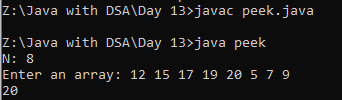 Z:\Java with DSA\Day 13>javac peek.java
Z:\Java with DSA\Day 13>java peek
N: 8
Enter an array: 12 15 17 19 20 5 7 9
20